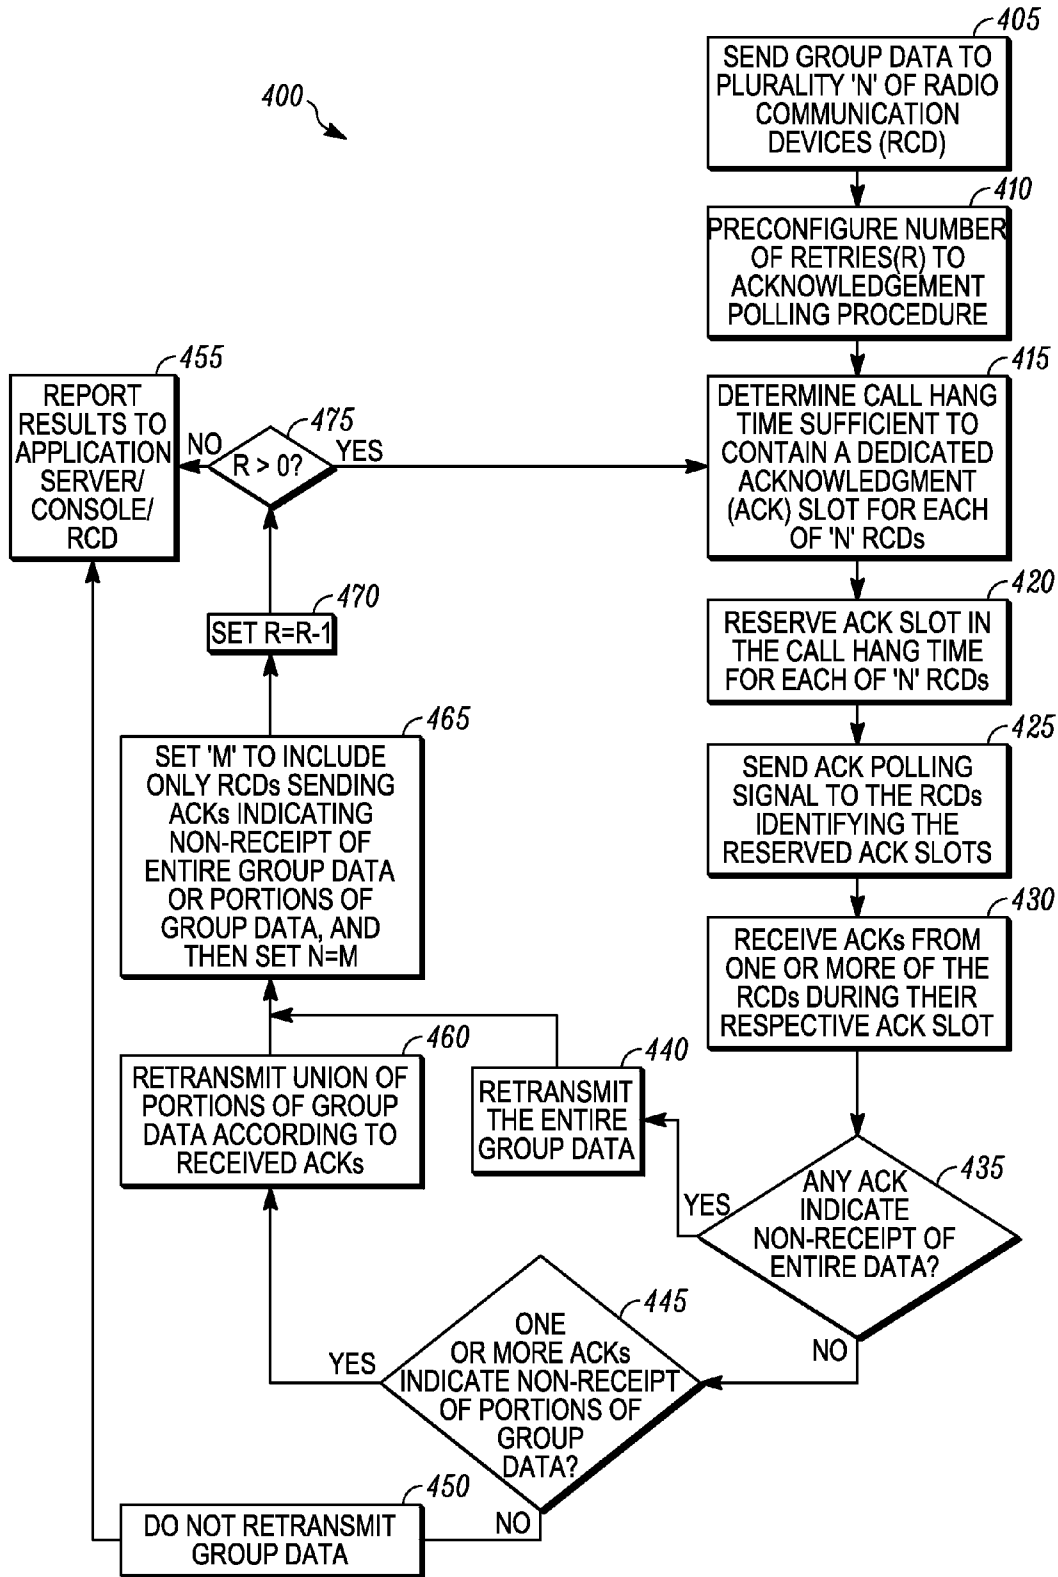 400
405
SEND GROUP DATA TO
PLURALITY 'N' OF RADIO
COMMUNICATION
DEVICES (RCD)
410
PRECONFIGURE NUMBER
OF RETRIES(R) TO
ACKNOWLEDGEMENT
POLLING PROCEDURE
415
DETERMINE CALL HANG
TIME SUFFICIENT TO
CONTAIN A DEDICATED
ACKNOWLEDGMENT
(ACK) SLOT FOR EACH
OF 'N' RCDs
420
RESERVE ACK SLOT IN
THE CALL HANG TIME
FOR EACH OF 'N' RCDs
425
SEND ACK POLLING
SIGNAL TO THE RCDs
IDENTIFYING THE
RESERVED ACK SLOTS
430
RECEIVE ACKs FROM
ONE OR MORE OF THE
RCDs DURING THEIR
RESPECTIVE ACK SLOT
435
ANY ACK
INDICATE
NON-RECEIPT OF
ENTIRE DATA?
YES
NO
440
RETRANSMIT
THE ENTIRE
GROUP DATA
445
ONE
OR MORE ACKs
INDICATE NON-RECEIPT
OF PORTIONS OF
GROUP
DATA?
YES
NO
450
DO NOT RETRANSMIT
GROUP DATA
460
RETRANSMIT UNION OF
PORTIONS OF GROUP
DATA ACCORDING TO
RECEIVED ACKs
465
SET 'M' TO INCLUDE
ONLY RCDs SENDING
ACKs INDICATING
NON-RECEIPT OF
ENTIRE GROUP DATA
OR PORTIONS OF
GROUP DATA, AND
THEN SET N=M
470
SET R=R-1
475
R > 0?
NO
YES
455
REPORT
RESULTS TO
APPLICATION
SERVER/
CONSOLE/
RCD